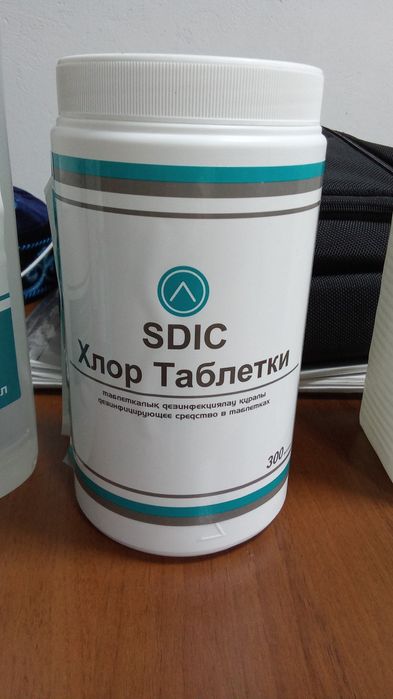 SDIC
Хлор Таблетки
таблеткалық дезинфекциялау құралы
дезинфицирующее средство в таблетках
300
л